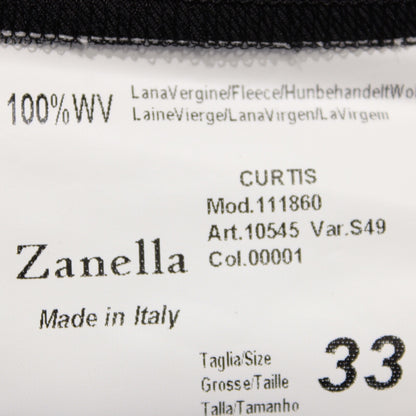 100%WV
LanaVergine/Fleece/HunbehandeltWol
LaineVierge/LanaVirgen/LaVirgem
CURTIS
Mod.111860
Art.10545 Var.S49
Col.00001
Zanella
Made in Italy
Taglia/Size
Grosse/Taille
Talla/Tamanho
33